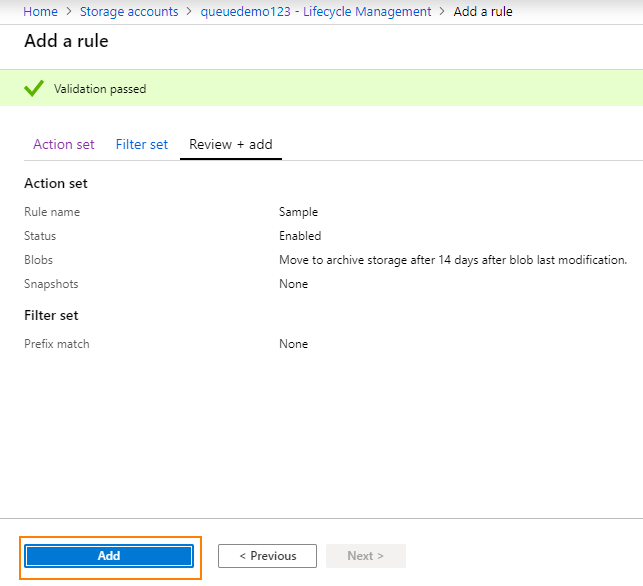 Home > Storage accounts > queuedemo123 - Lifecycle Management > Add a rule
Add a rule
Validation passed
Action set Filter set Review + add
Action set
Rule name Sample
Status Enabled
Blobs Move to archive storage after 14 days after blob last modification.
Snapshots None
Filter set
Prefix match None
Add < Previous Next >